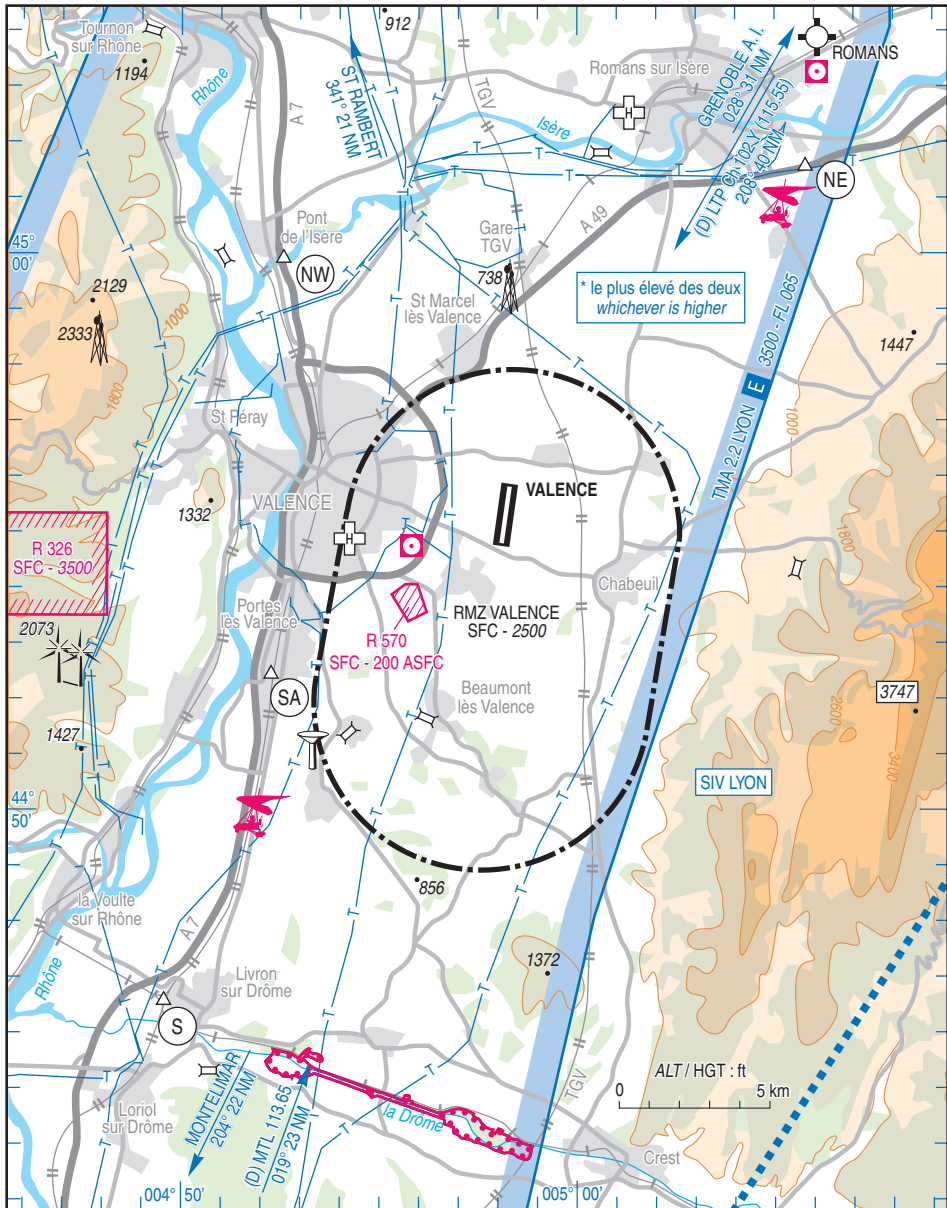 912
Tournon
sur Rhône
1194
Rhône
A 7
ST RAMBERT
341° 21 NM
TGV
Romans sur Isère
H
GRENOBLE A.I.
028° 31 NM
ROMANS
Isère
(D) LTP Ch 102 Y (115.55)
208° 40 NM
NE
A 49
45°
00'
Pont
de l'Isère
NW
Gare
TGV
738
* le plus élevé des deux
whichever is higher
2129
2333
1000
1800
St Marcel
lès Valence
1447
TMA 2.2 LYON E 3500 - FL 065
1000
St Péray
VALENCE
VALENCE
1332
H
R 326
SFC - 3500
1800
Chabeuil
Portes
lès Valence
RMZ VALENCE
SFC - 2500
R 570
SFC - 200 ASFC
2073
SA
Beaumont
lès Valence
3747
2600
3400
1427
SIV LYON
44°
50'
856
la Voulte
sur Rhône
A 7
Rhône
Livron
sur Drôme
1372
S
MONTELIMAR
204° 22 NM
(D) MTL 113.65
019° 23 NM
la Drôme
TGV
ALT / HGT : ft
0 5 km
Loriol
sur Drôme
Crest
004° 50'
005° 00'